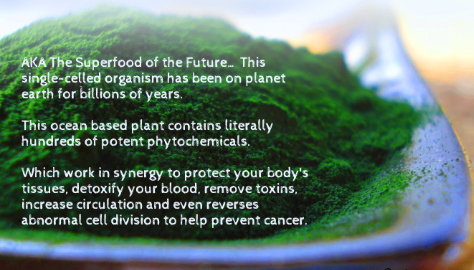 AKA The Superfood of the Future... This
single-celled organism has been on planet
earth for billions of years.
This ocean based plant contains literally
hundreds of potent phytochemicals.
Which work in synergy to protect your body's
tissues, detoxify your blood, remove toxins,
increase circulation and even reverses
abnormal cell division to help prevent cancer.